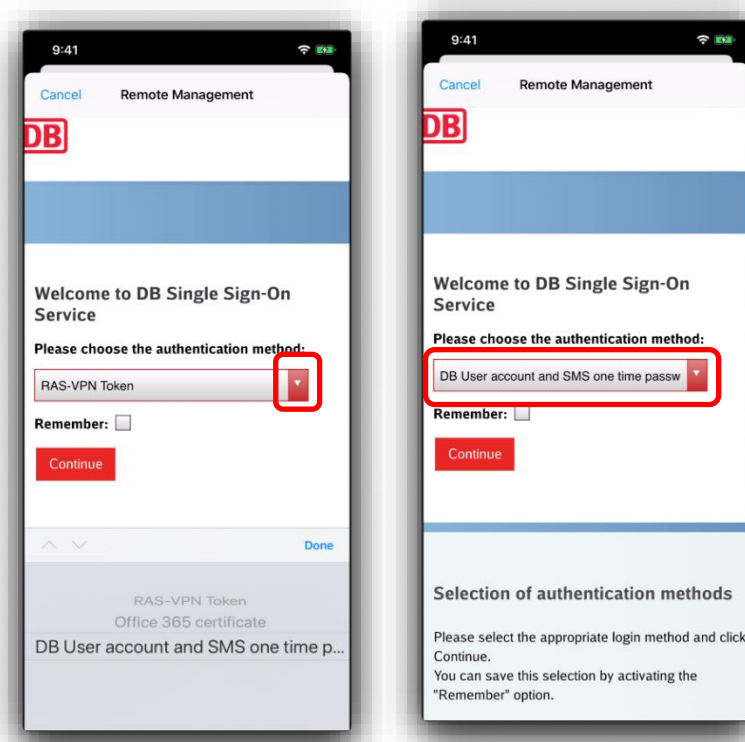 9:41
Cancel
Remote Management
DB
Welcome to DB Single Sign-On
Service
Please choose the authentication method:
RAS-VPN Token
Remember:
Continue
Done
RAS-VPN Token
Office 365 certificate
DB User account and SMS one time p...
9:41
Cancel
Remote Management
DB
Welcome to DB Single Sign-On
Service
Please choose the authentication method:
DB User account and SMS one time passw
Remember:
Continue
Selection of authentication methods
Please select the appropriate login method and click
Continue.
You can save this selection by activating the
"Remember" option.